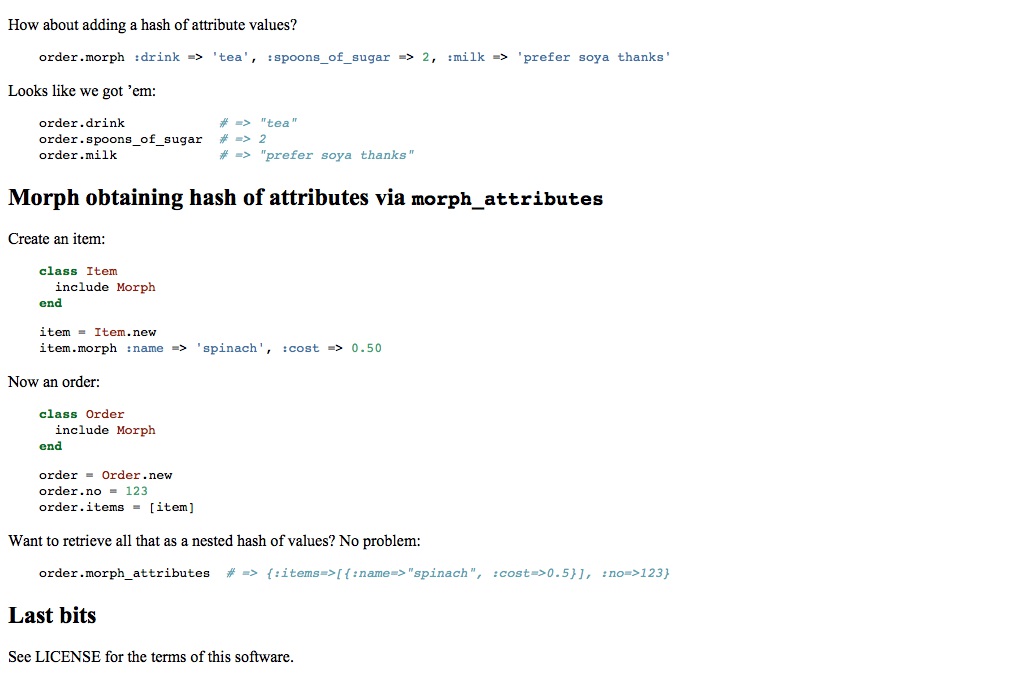 How about adding a hash of attribute values?
order.morph :drink => 'tea', :spoons_of_sugar => 2, :milk => 'prefer soya thanks'
Looks like we got ’em:
order.drink # => "tea"
order.spoons_of_sugar # => 2
order.milk # => "prefer soya thanks"
Morph obtaining hash of attributes via morph_attributes
Create an item:
class Item
include Morph
end
item = Item.new
item.morph :name => 'spinach', :cost => 0.50
Now an order:
class Order
include Morph
end
order = Order.new
order.no = 123
order.items = [item]
Want to retrieve all that as a nested hash of values? No problem:
order.morph_attributes # => {:items=>[{:name=>"spinach", :cost=>0.5}], :no=>123}
Last bits
See LICENSE for the terms of this software.